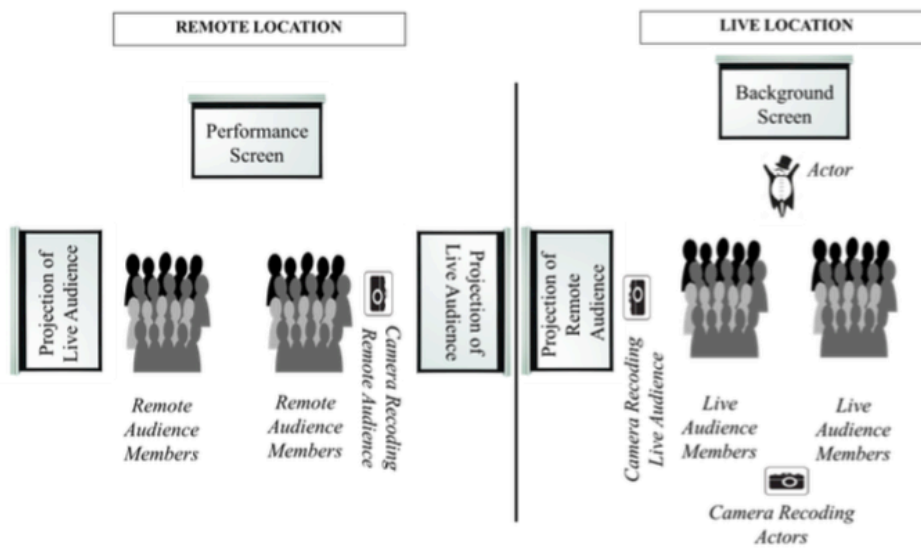 REMOTE LOCATION
LIVE LOCATION
Performance
Screen
Background
Screen
Actor
Projection of
Live Audience
Projection of
Live Audience
Projection of
Remote
Audience
Camera Recoding
Remote Audience
Camera Recoding
Live Audience
Remote
Audience
Members
Remote
Audience
Members
Live
Audience
Members
Live
Audience
Members
Camera Recoding
Actors